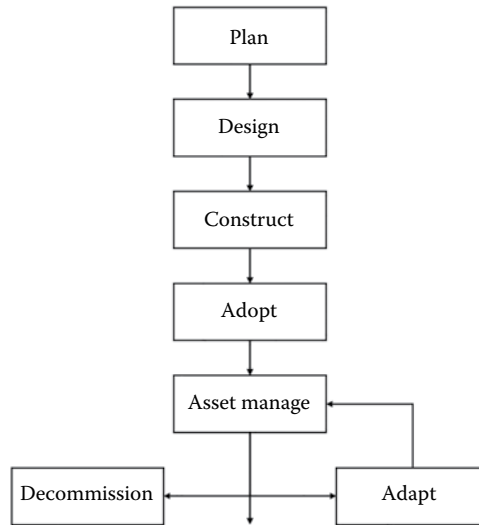 Plan
Design
Construct
Adopt
Asset manage
Decommission
Adapt